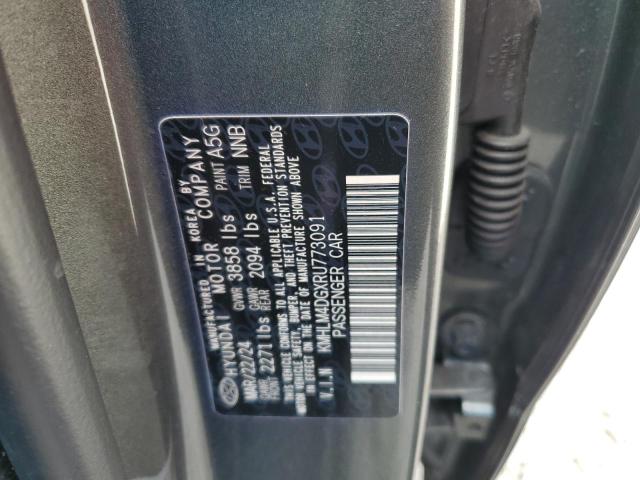 MANUFACTURED IN KOREA BY
HYUNDAI MOTOR COMPANY
MAR/22/24 GVWR 3858 lbs PAINT A5G
GAWR FRONT 2271 lbs GAWR REAR 2094 lbs TRIM NNB
THIS VEHICLE CONFORMS TO ALL APPLICABLE U.S.A. FEDERAL
MOTOR VEHICLE SAFETY, BUMPER, AND THEFT PREVENTION STANDARDS
IN EFFECT ON THE DATE OF MANUFACTURE SHOWN ABOVE
V.I.N KMHLM4DGXRU773091
PASSENGER CAR